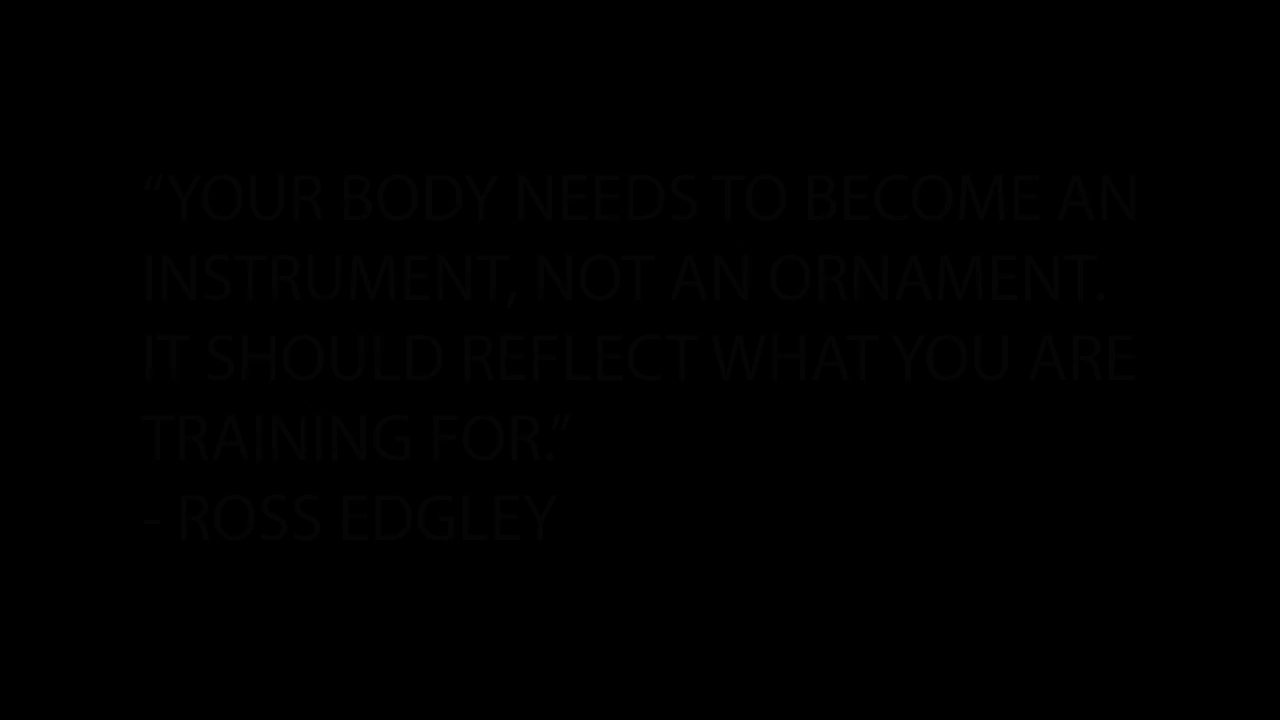 “YOUR BODY NEEDS TO BECOME AN
INSTRUMENT, NOT AN ORNAMENT.
IT SHOULD REFLECT WHAT YOU ARE
TRAINING FOR.”
- ROSS EDGLEY